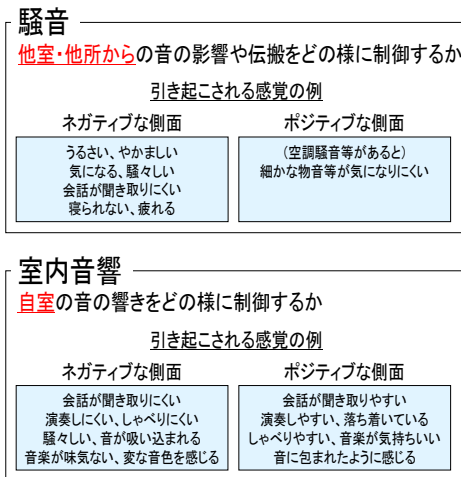 騒音
他室・他所からの音の影響や伝搬をどの様に制御するか
引き起こされる感覚の例
ネガティブな側面
うるさい、やかましい
気になる、騒々しい
会話が聞き取りにくい
寝られない、疲れる
ポジティブな側面
(空調騒音等があると)
細かな物音等が気になりにくい
室内音響
自室の音の響きをどの様に制御するか
引き起こされる感覚の例
ネガティブな側面
会話が聞き取りにくい
演奏しにくい、しゃべりにくい
騒々しい、音が吸い込まれる
音楽が味気ない、変な音色を感じる
ポジティブな側面
会話が聞き取りやすい
演奏しやすい、落ち着いている
しゃべりやすい、音楽が気持ちいい
音に包まれたように感じる